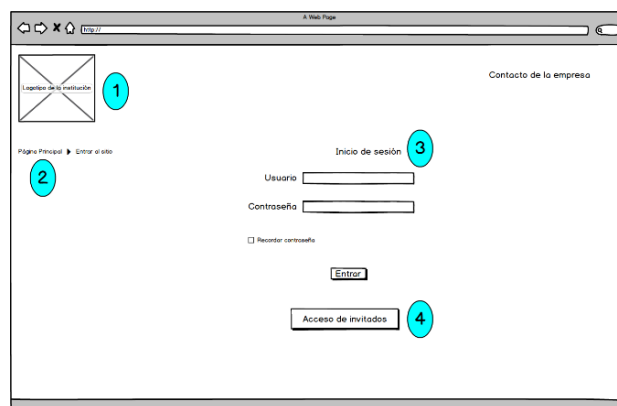 A Web Page
http://
Logotipo de la institución
1
Contacto de la empresa
Página Principal Entrar al sitio
2
Inicio de sesión
3
Usuario
Contraseña
Recordar contraseña
Entrar
Acceso de invitados
4